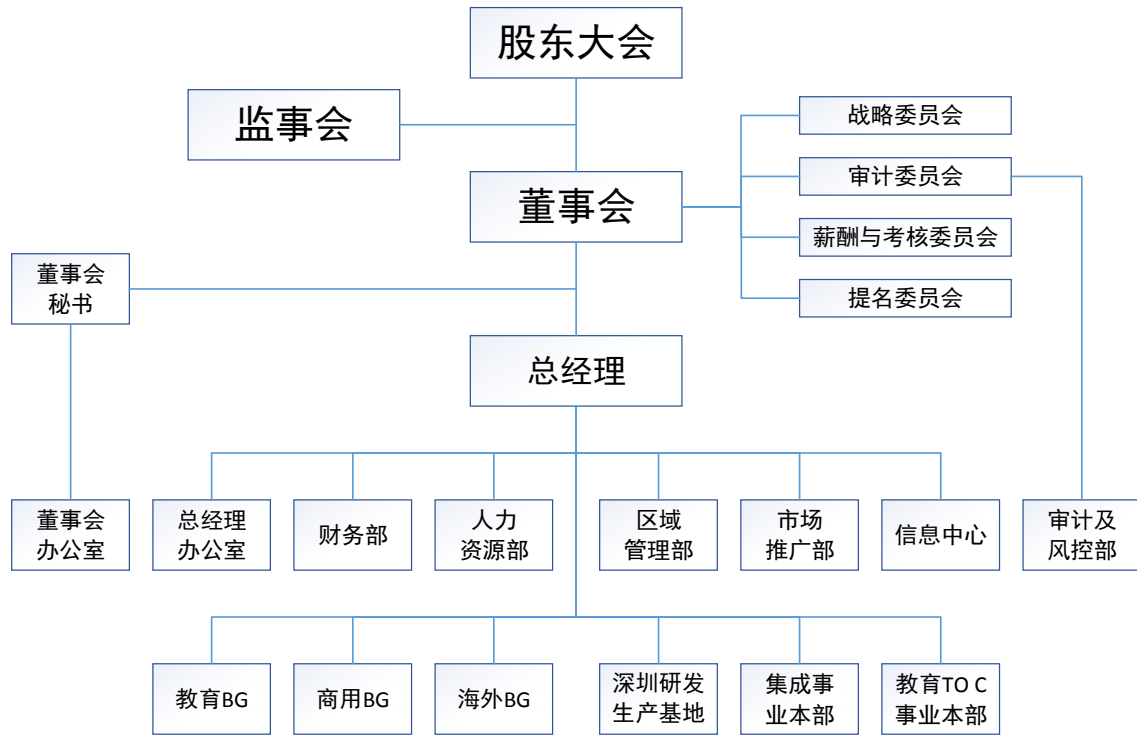 股东大会
监事会
战略委员会
审计委员会
董事会
薪酬与考核委员会
董事会
秘书
提名委员会
总经理
董事会
办公室
总经理
办公室
财务部
人力
资源部
区域
管理部
市场
推广部
信息中心
审计及
风控部
教育BG
商用BG
海外BG
深圳研发
生产基地
集成事
业本部
教育TO C
事业本部